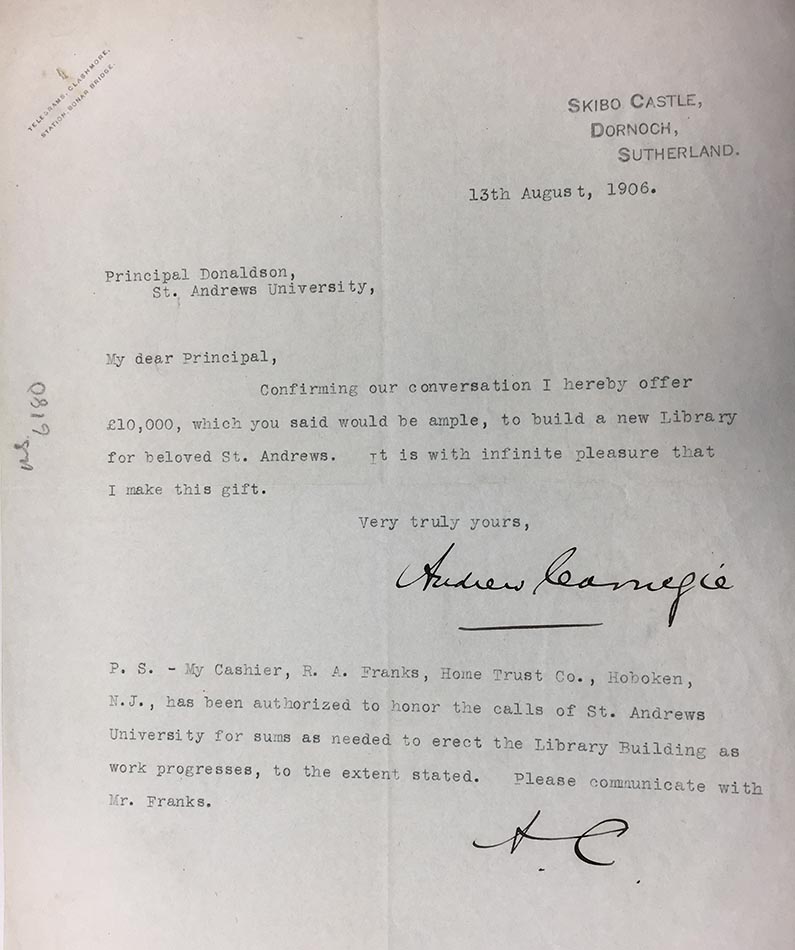 TELEGRAMS, CLASHMORE,
STATION, BONAR BRIDGE.
SKIBO CASTLE,
DORNOCH,
SUTHERLAND.
13th August, 1906.
Principal Donaldson,
St. Andrews University,
My dear Principal,
Confirming our conversation I hereby offer
£10,000, which you said would be ample, to build a new Library
for beloved St. Andrews. It is with infinite pleasure that
I make this gift.
Very truly yours,
Andrew Carnegie
P. S. - My Cashier, R. A. Franks, Home Trust Co., Hoboken,
N.J., has been authorized to honor the calls of St. Andrews
University for sums as needed to erect the Library Building as
work progresses, to the extent stated. Please communicate with
Mr. Franks.
A. C.